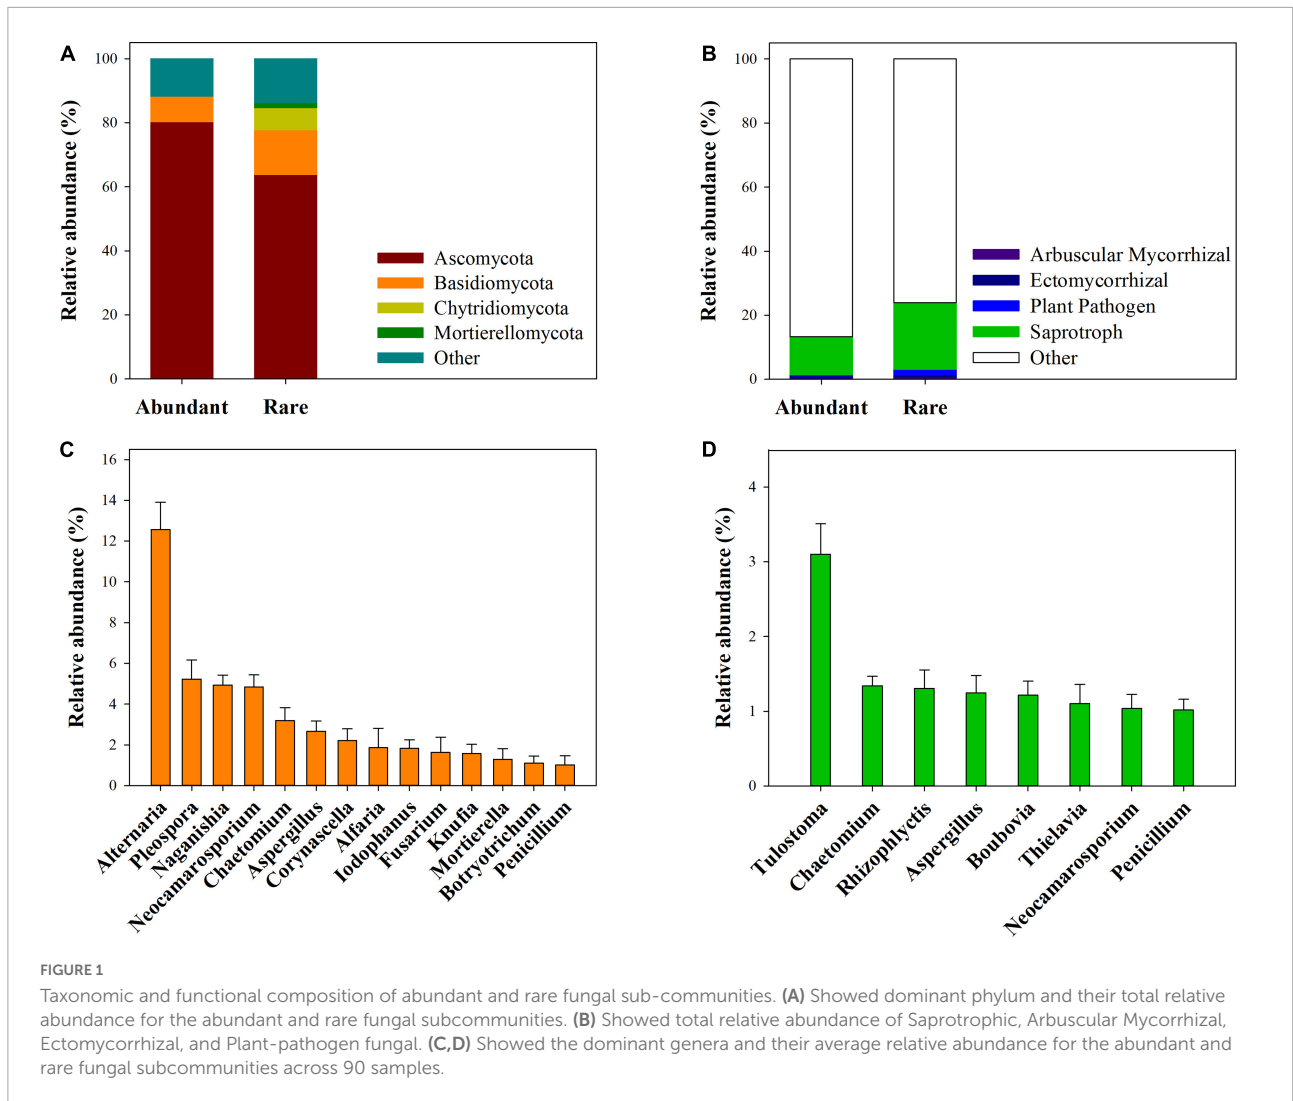 A
Relative abundance (%)
100
80
60
40
20
0
Abundant
Rare
Ascomycota
Basidiomycota
Chytridiomycota
Mortierellomycota
Other
B
Relative abundance (%)
100
80
60
40
20
0
Abundant
Rare
Arbuscular Mycorrhizal
Ectomycorrhizal
Plant Pathogen
Saprotroph
Other
C
Relative abundance (%)
16
14
12
10
8
6
4
2
0
Alternaria
Pleospora
Naganishia
Neocamarosporium
Chaetomium
Aspergillus
Corynascella
Alfaria
Iodophanus
Fusarium
Knufia
Mortierella
Botryotrichum
Penicillium
D
Relative abundance (%)
4
3
2
1
0
Tulostoma
Chaetomium
Rhizophlyctis
Aspergillus
Boubovia
Thielavia
Neocamarosporium
Penicillium
FIGURE 1
Taxonomic and functional composition of abundant and rare fungal sub-communities. (A) Showed dominant phylum and their total relative
abundance for the abundant and rare fungal subcommunities. (B) Showed total relative abundance of Saprotrophic, Arbuscular Mycorrhizal,
Ectomycorrhizal, and Plant-pathogen fungal. (C,D) Showed the dominant genera and their average relative abundance for the abundant and
rare fungal subcommunities across 90 samples.